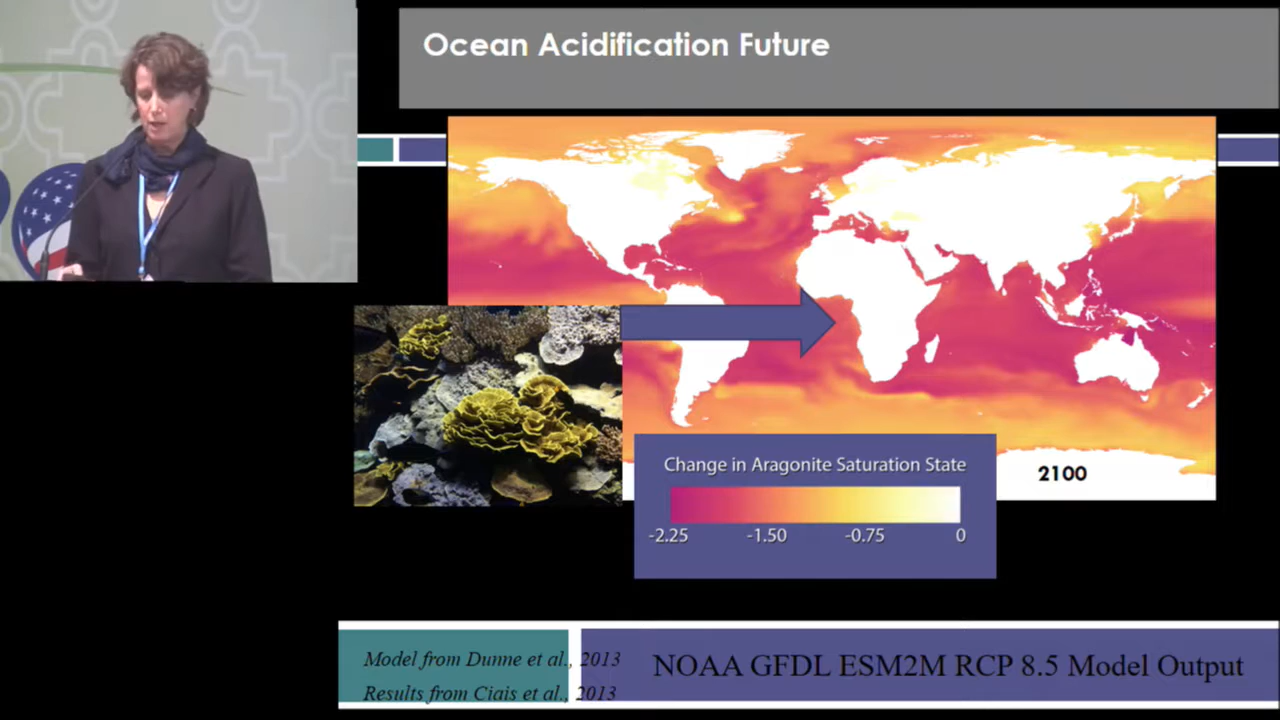 Ocean Acidification Future
Change in Aragonite Saturation State
-2.25 -1.50 -0.75 0
2100
Model from Dunne et al., 2013
Results from Ciais et al., 2013
NOAA GFDL ESM2M RCP 8.5 Model Output